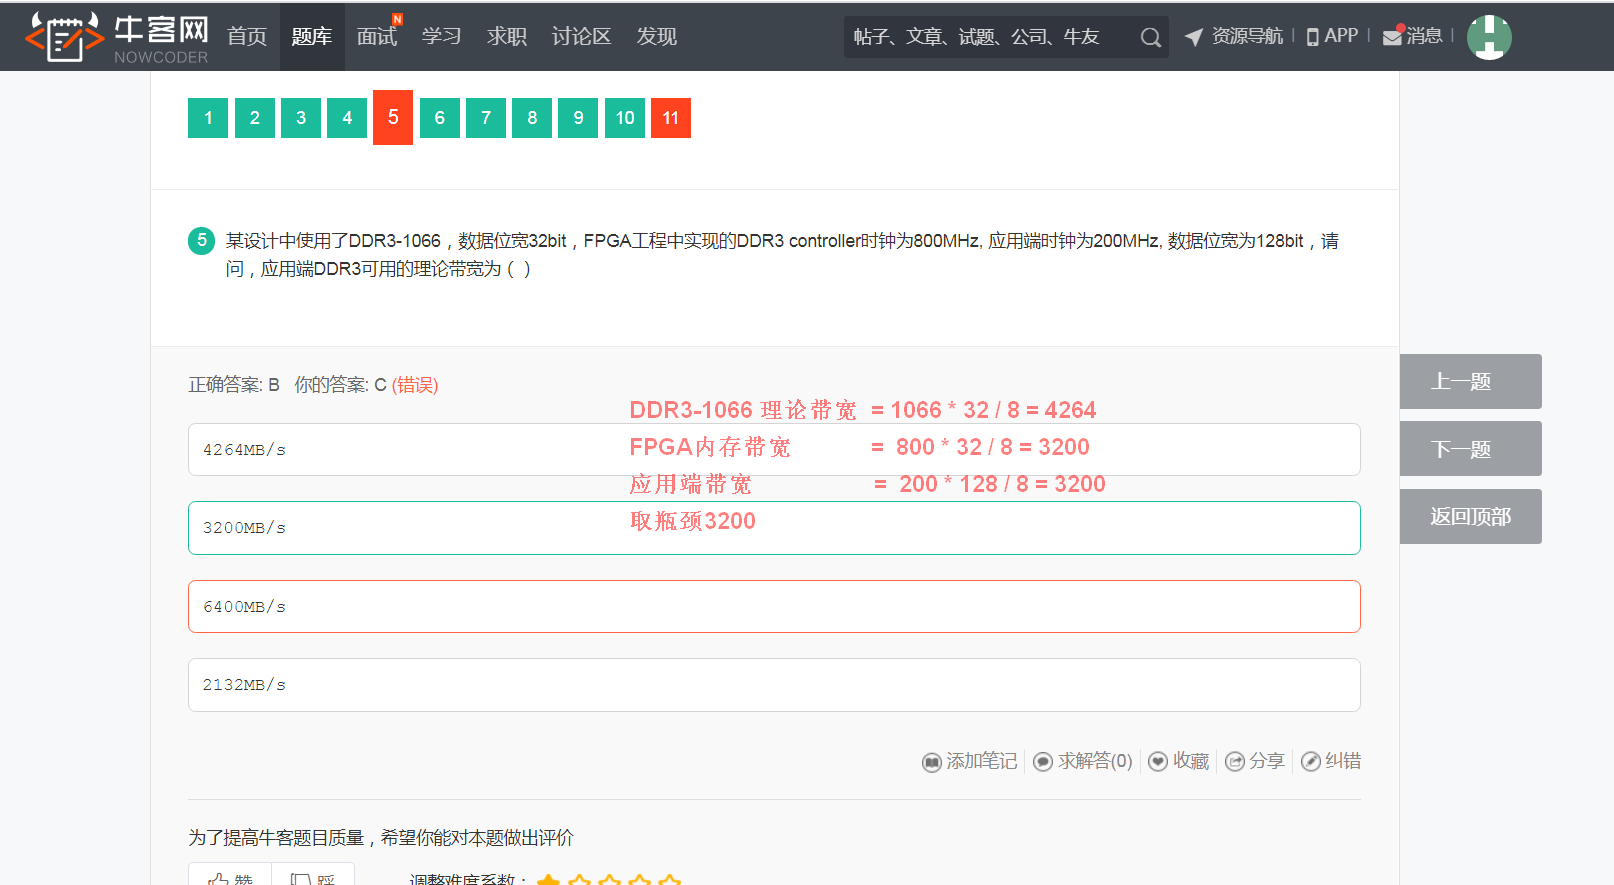 牛客网 首页 题库 面试 N 学习 求职 讨论区 发现 帖子、文章、试题、公司、牛友 资源导航 APP 消息
NOWCODER
1 2 3 4 5 6 7 8 9 10 11
5 某设计中使用了DDR3-1066，数据位宽32bit，FPGA工程中实现的DDR3 controller时钟为800MHz, 应用端时钟为200MHz, 数据位宽为128bit，请
问，应用端DDR3可用的理论带宽为（ ）
上一题
下一题
返回顶部
正确答案: B 你的答案: C (错误)
DDR3-1066 理论带宽 = 1066 * 32 / 8 = 4264
FPGA内存带宽 = 800 * 32 / 8 = 3200
应用端带宽 = 200 * 128 / 8 = 3200
取瓶颈3200
4264MB/s
3200MB/s
6400MB/s
2132MB/s
添加笔记 求解答(0) 收藏 分享 纠错
为了提高牛客题目质量，希望你能对本题做出评价
赞 踩 调整难度系数：